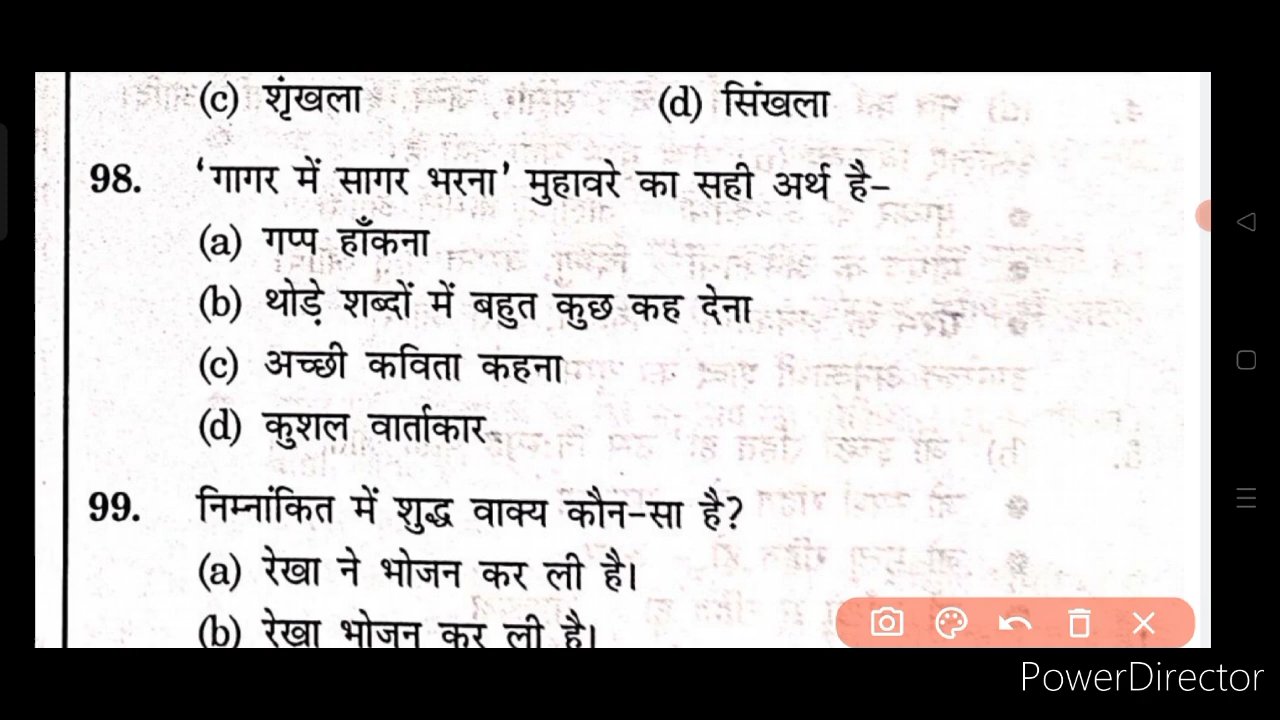 (c) शृंखला (d) सिंखला
98. ‘गागर में सागर भरना’ मुहावरे का सही अर्थ है–
(a) गप्प हाँकना
(b) थोड़े शब्दों में बहुत कुछ कह देना
(c) अच्छी कविता कहना
(d) कुशल वार्ताकार
99. निम्नांकित में शुद्ध वाक्य कौन-सा है?
(a) रेखा ने भोजन कर ली है।
(b) रेखा भोजन कर ली है।
PowerDirector